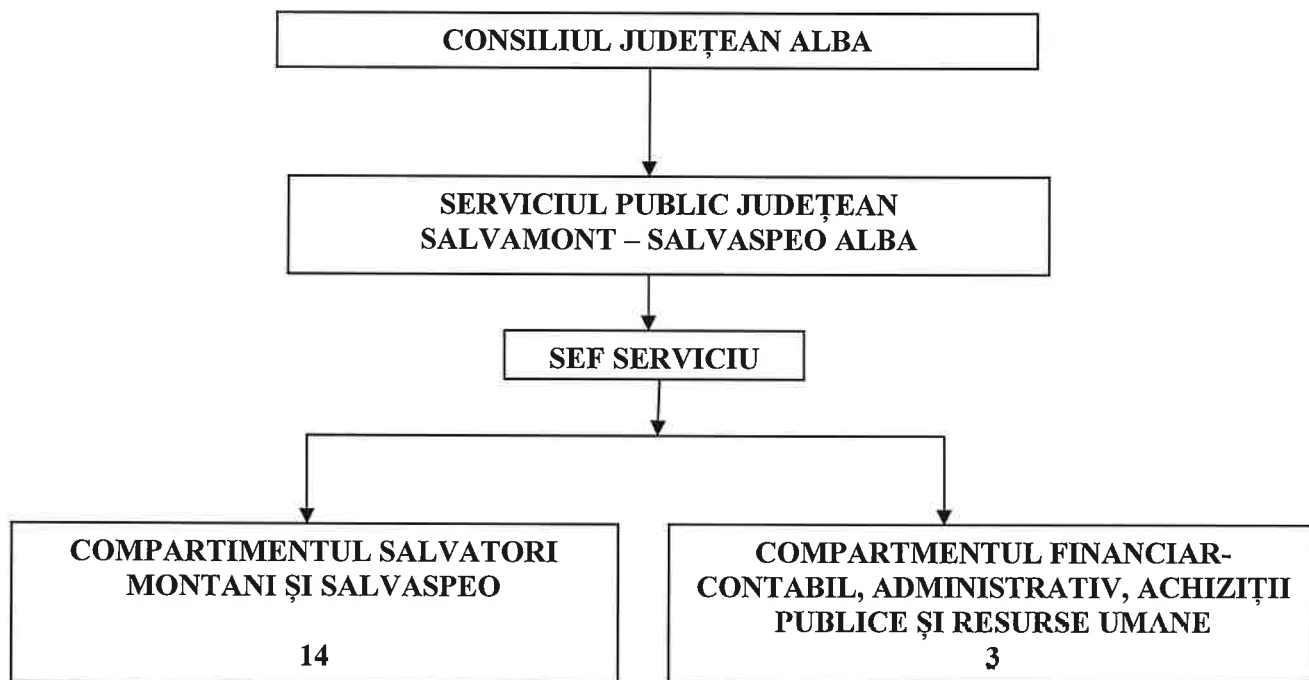 CONSILIUL JUDEȚEAN ALBA
SERVICIUL PUBLIC JUDEȚEAN
SALVAMONT – SALVASPEO ALBA
SEF SERVICIU
COMPARTIMENTUL SALVATORI
MONTANI ȘI SALVASPEO
14
COMPARTMENTUL FINANCIAR-
CONTABIL, ADMINISTRATIV, ACHIZIȚII
PUBLICE ȘI RESURSE UMANE
3